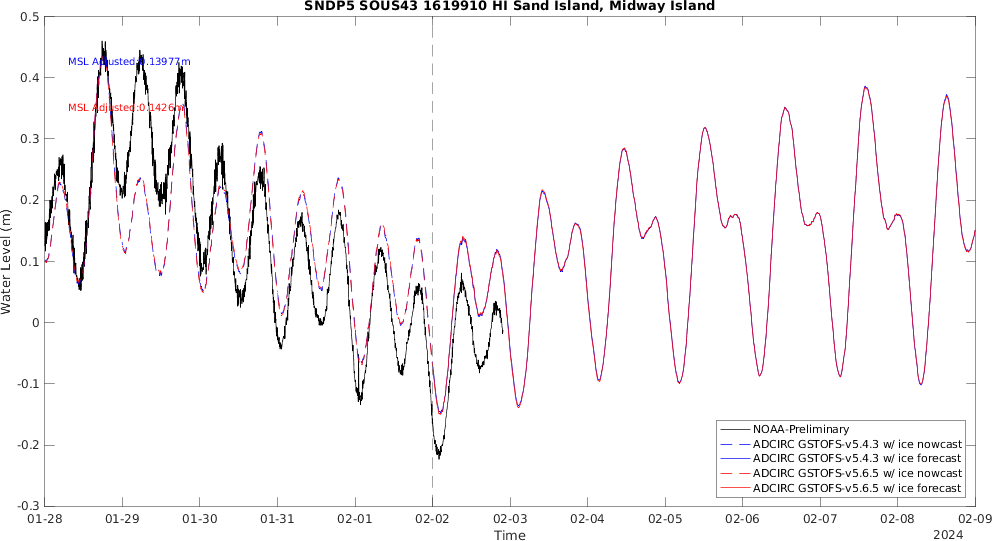 SNDP5 SOUS43 1619910 HI Sand Island, Midway Island
0.5
MSL Adjusted:0.13977m
0.4
MSL Adjusted:0.1426m
0.3
0.2
0.1
0
-0.1
-0.2
-0.3
Water Level (m)
NOAA-Preliminary
ADCIRC GSTOFS-v5.4.3 w/ ice nowcast
ADCIRC GSTOFS-v5.4.3 w/ ice forecast
ADCIRC GSTOFS-v5.6.5 w/ ice nowcast
ADCIRC GSTOFS-v5.6.5 w/ ice forecast
01-28 01-29 01-30 01-31 02-01 02-02 02-03 02-04 02-05 02-06 02-07 02-08 02-09
Time
2024